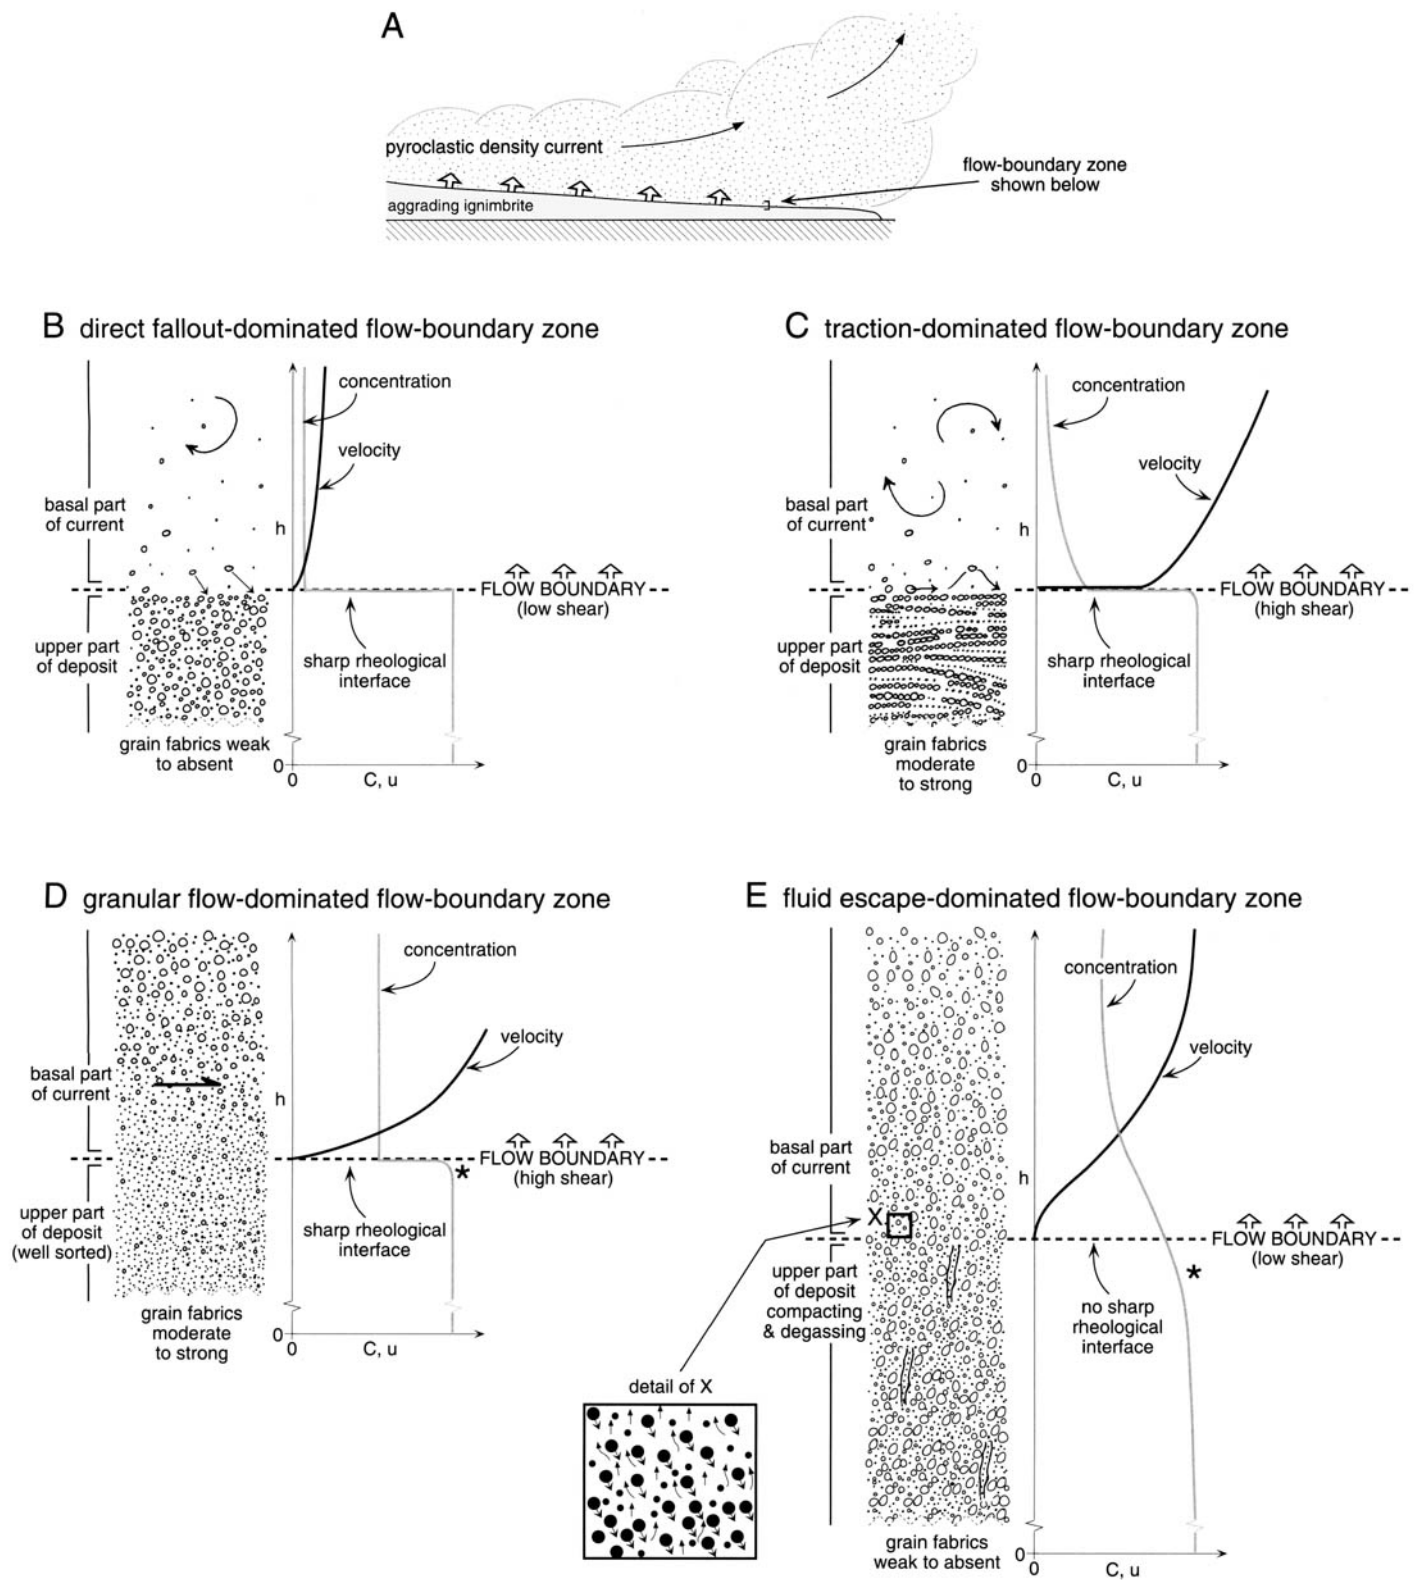 A
pyroclastic density current
flow-boundary zone
shown below
aggrading ignimbrite
B direct fallout-dominated flow-boundary zone
concentration
velocity
basal part
of current
h
FLOW BOUNDARY
(low shear)
upper part
of deposit
sharp rheological
interface
grain fabrics weak
to absent
0
0
C, u
C traction-dominated flow-boundary zone
concentration
velocity
basal part
of current
h
FLOW BOUNDARY
(high shear)
upper part
of deposit
sharp rheological
interface
grain fabrics
moderate
to strong
0
0
C, u
D granular flow-dominated flow-boundary zone
concentration
velocity
basal part
of current
h
FLOW BOUNDARY
(high shear)
*
upper part
of deposit
(well sorted)
sharp rheological
interface
grain fabrics
moderate
to strong
0
0
C, u
E fluid escape-dominated flow-boundary zone
concentration
velocity
basal part
of current
h
X
FLOW BOUNDARY
(low shear)
*
upper part
of deposit
compacting
& degassing
no sharp
rheological
interface
detail of X
grain fabrics
weak to absent
0
0
C, u